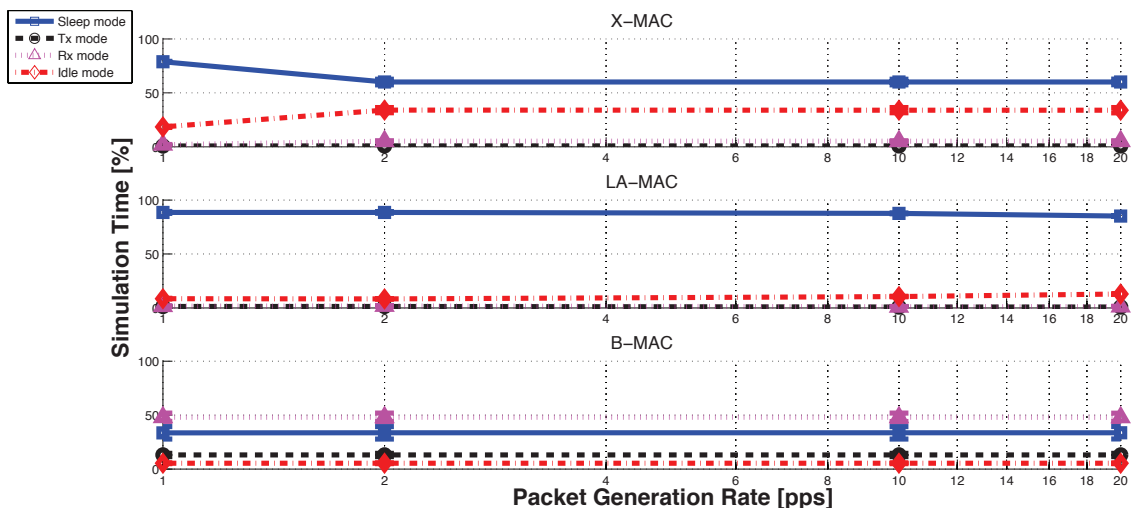 Sleep mode
Tx mode
Rx mode
Idle mode
X−MAC
100
50
0
1 2 4 6 8 10 12 14 16 18 20
LA−MAC
100
50
0
1 2 4 6 8 10 12 14 16 18 20
B−MAC
100
50
0
1 2 4 6 8 10 12 14 16 18 20
Simulation Time [%]
Packet Generation Rate [pps]